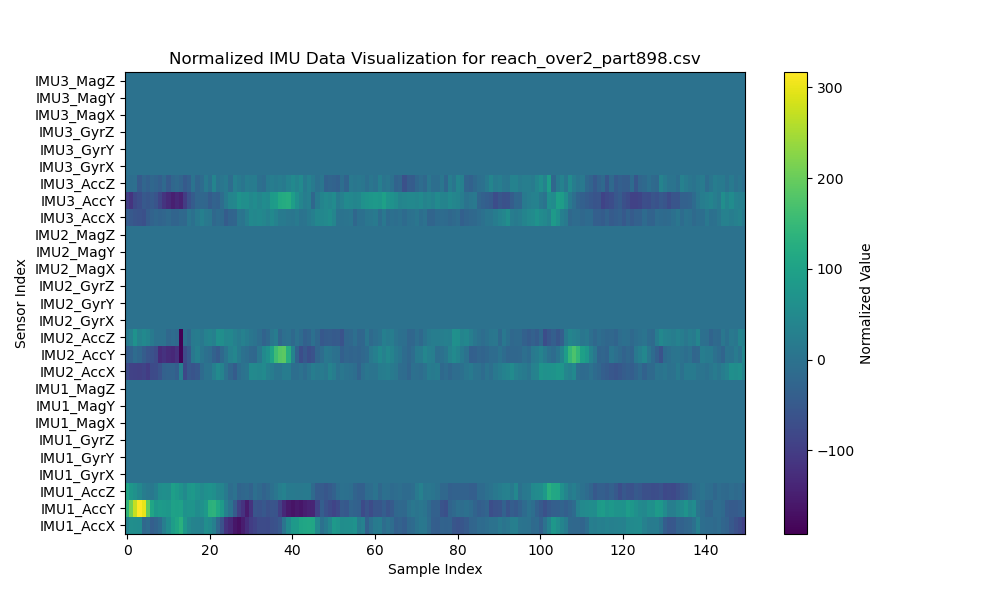 Normalized IMU Data Visualization for reach_over2_part898.csv
IMU3_MagZ
IMU3_MagY
IMU3_MagX
IMU3_GyrZ
IMU3_GyrY
IMU3_GyrX
IMU3_AccZ
IMU3_AccY
IMU3_AccX
IMU2_MagZ
IMU2_MagY
IMU2_MagX
IMU2_GyrZ
IMU2_GyrY
IMU2_GyrX
IMU2_AccZ
IMU2_AccY
IMU2_AccX
IMU1_MagZ
IMU1_MagY
IMU1_MagX
IMU1_GyrZ
IMU1_GyrY
IMU1_GyrX
IMU1_AccZ
IMU1_AccY
IMU1_AccX
Sensor Index
0 20 40 60 80 100 120 140
Sample Index
300
200
100
0
−100
Normalized Value